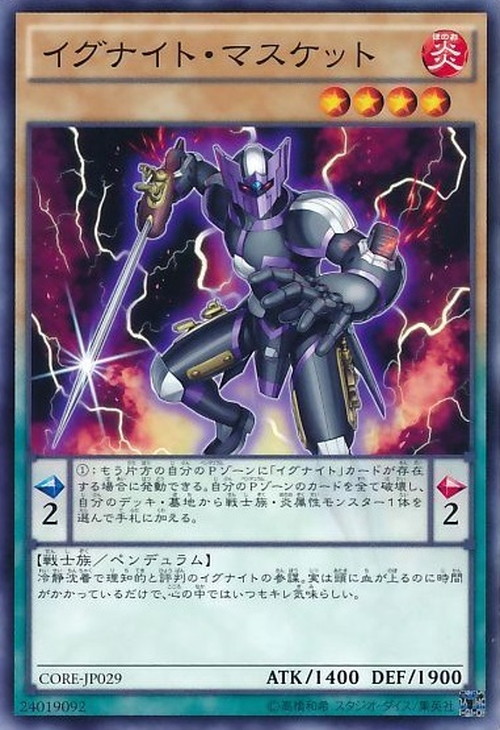 イグナイト・マスケット
炎
①：もう片方の自分のＰゾーンに「イグナイト」カードが存在
する場合に発動できる。自分のＰゾーンのカードを全て破壊し、
自分のデッキ・墓地から戦士族・炎属性モンスター１体を
選んで手札に加える。
2
2
【戦士族／ペンデュラム】
冷静沈着で理知的と評判のイグナイトの参謀。実は頭に血が上るのに時間
がかかっているだけで、心の中ではいつもキレ気味らしい。
CORE-JP029
ATK/1400 DEF/1900
24019092
©高橋和希 スタジオ・ダイス/集英社